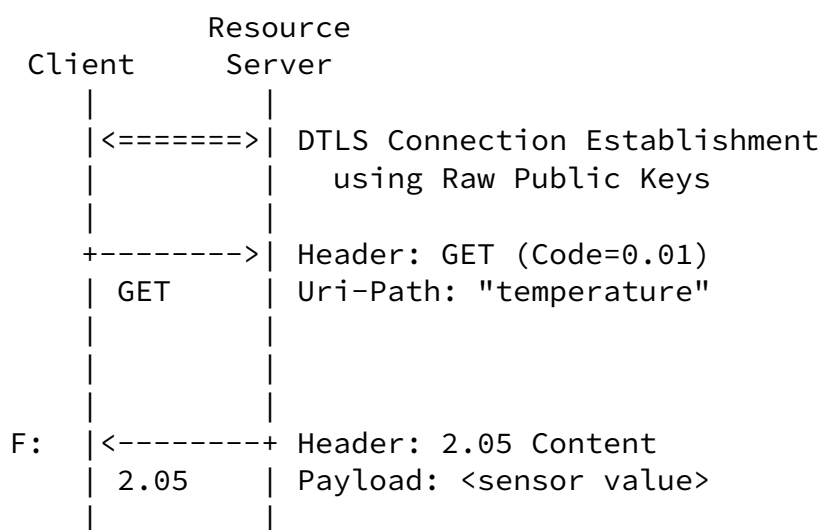 Resource
Client Server
| |
|<=======>| DTLS Connection Establishment
| | using Raw Public Keys
| |
+-------->| Header: GET (Code=0.01)
| GET | Uri-Path: "temperature"
| |
| |
| |
F: |<--------+ Header: 2.05 Content
| 2.05 | Payload: <sensor value>
| |